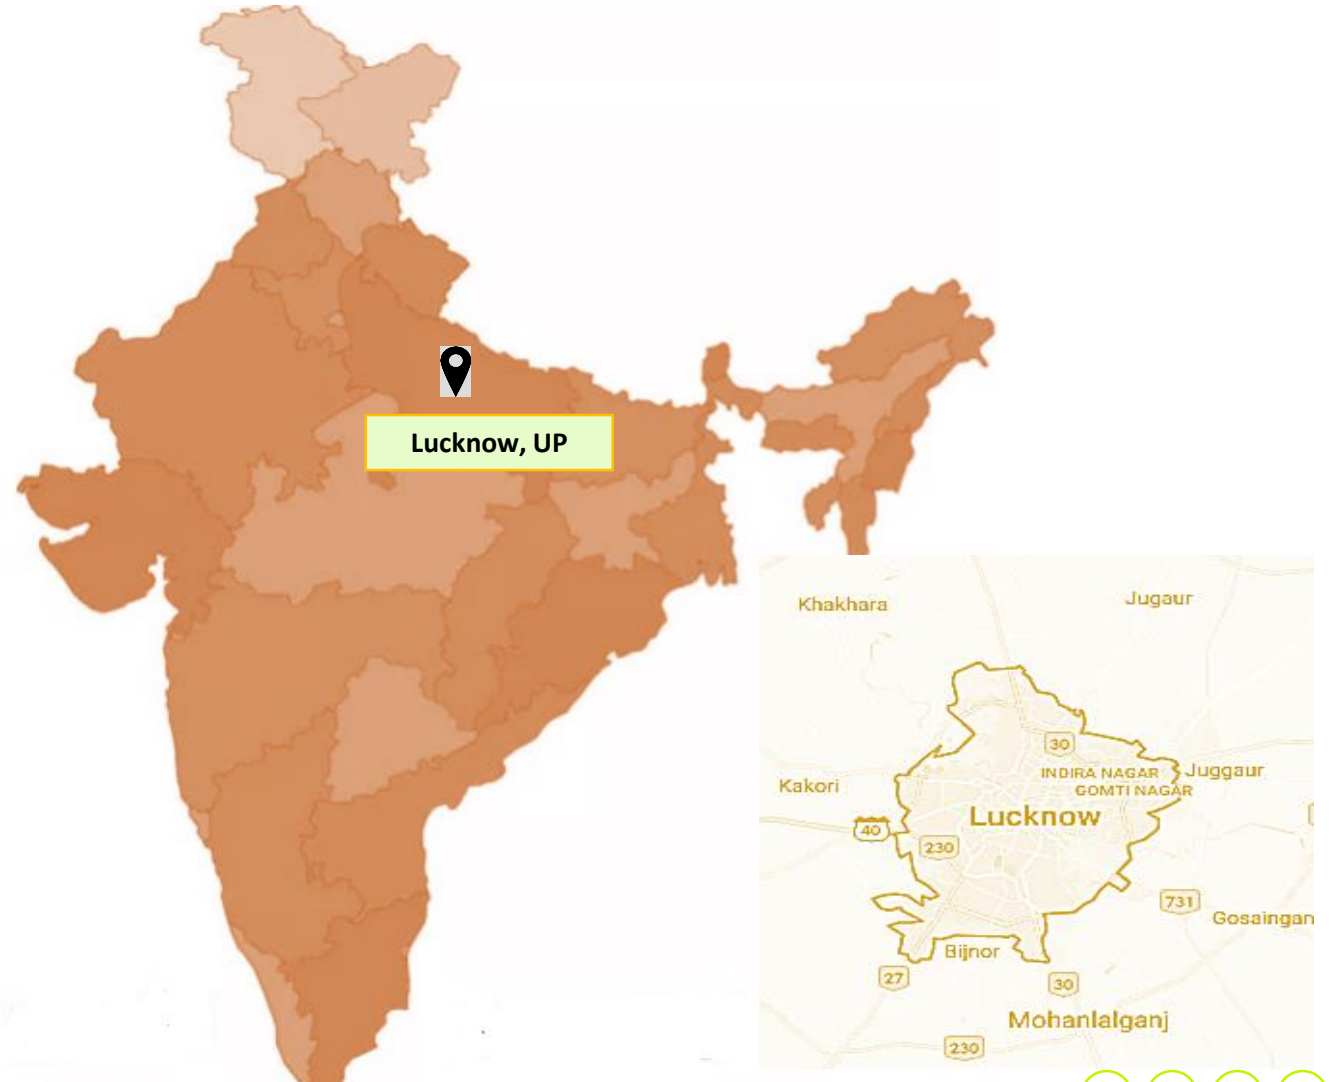 Lucknow, UP
Khakhara
Jugaur
30
INDIRA NAGAR
Juggaur
Kakori
GOMTI NAGAR
Lucknow
40
230
731
Gosaingan
Bijnor
27
30
Mohanlalganj
230